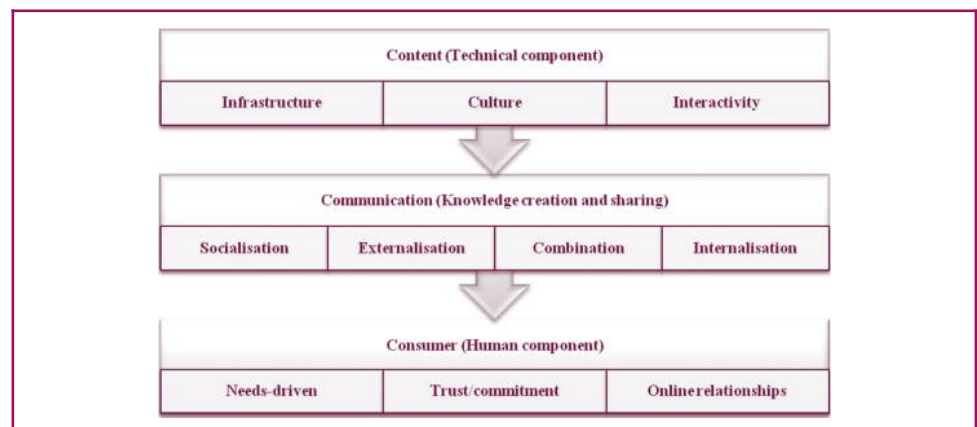 Content (Technical component)
Infrastructure Culture Interactivity
Communication (Knowledge creation and sharing)
Socialisation Externalisation Combination Internalisation
Consumer (Human component)
Needs-driven Trust/commitment Online relationships